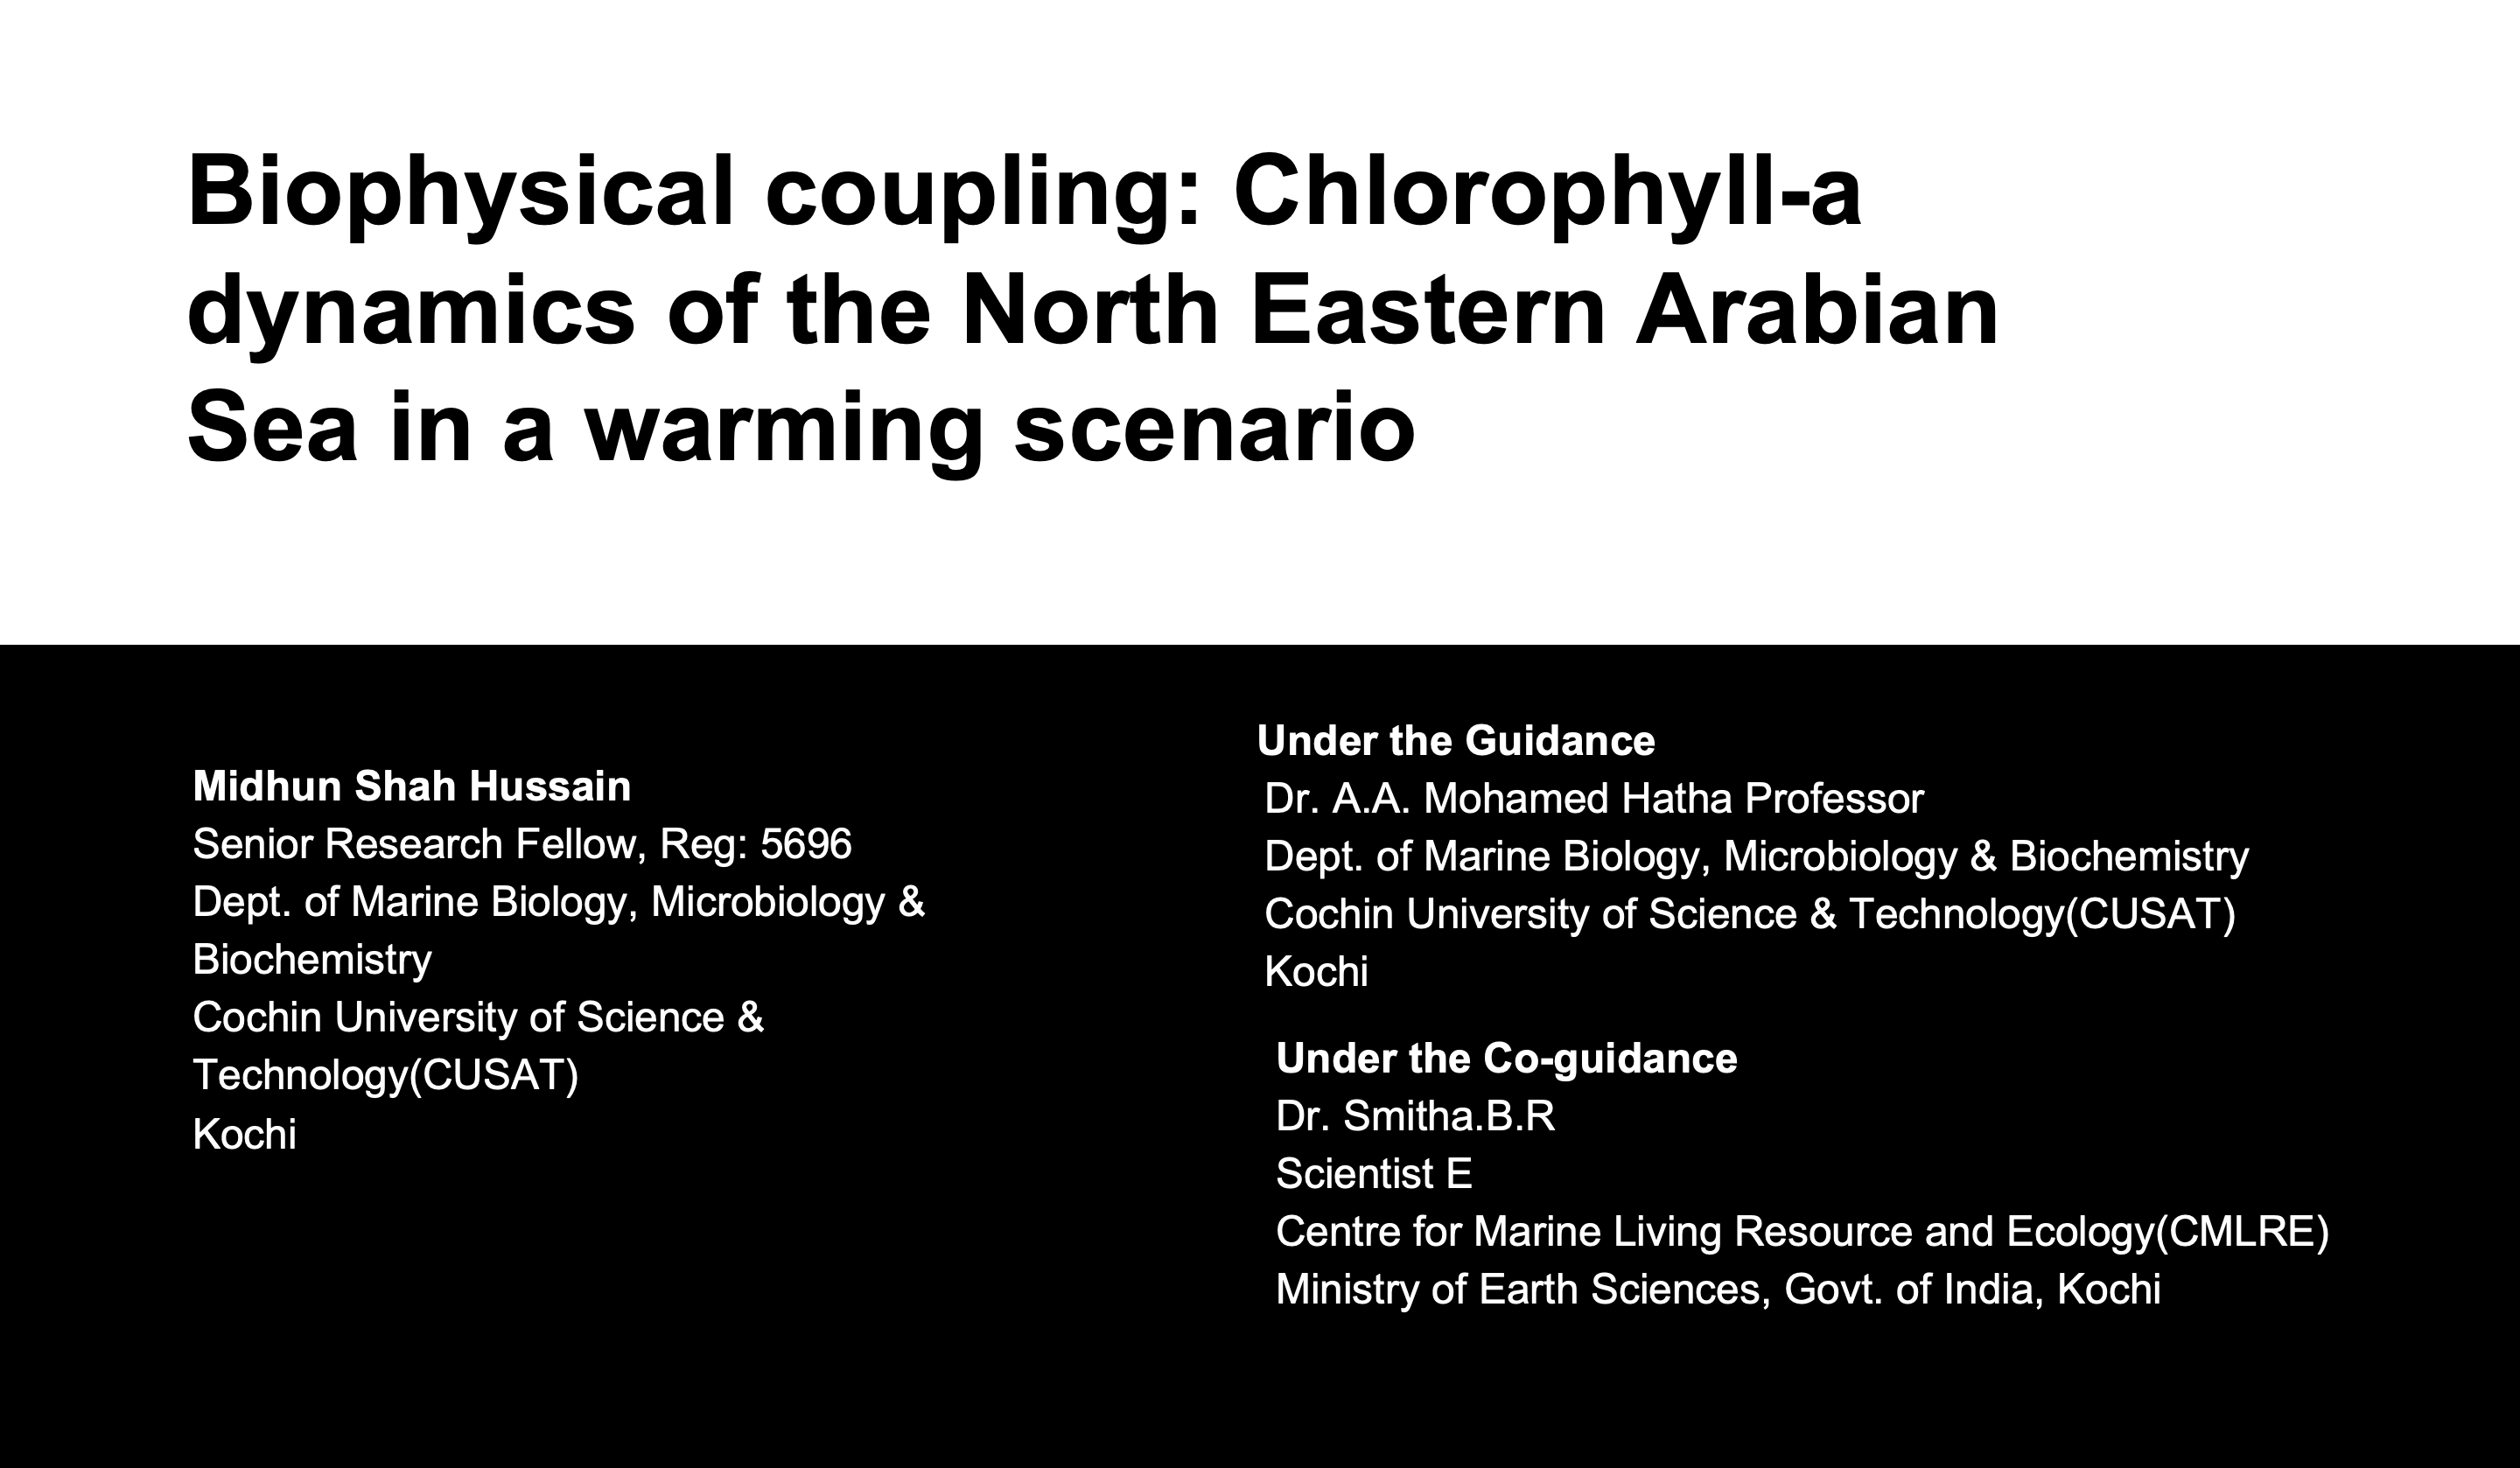 Biophysical coupling: Chlorophyll-a
dynamics of the North Eastern Arabian
Sea in a warming scenario
Midhun Shah Hussain
Senior Research Fellow, Reg: 5696
Dept. of Marine Biology, Microbiology &
Biochemistry
Cochin University of Science &
Technology(CUSAT)
Kochi
Under the Guidance
Dr. A.A. Mohamed Hatha Professor
Dept. of Marine Biology, Microbiology & Biochemistry
Cochin University of Science & Technology(CUSAT)
Kochi
Under the Co-guidance
Dr. Smitha.B.R
Scientist E
Centre for Marine Living Resource and Ecology(CMLRE)
Ministry of Earth Sciences, Govt. of India, Kochi